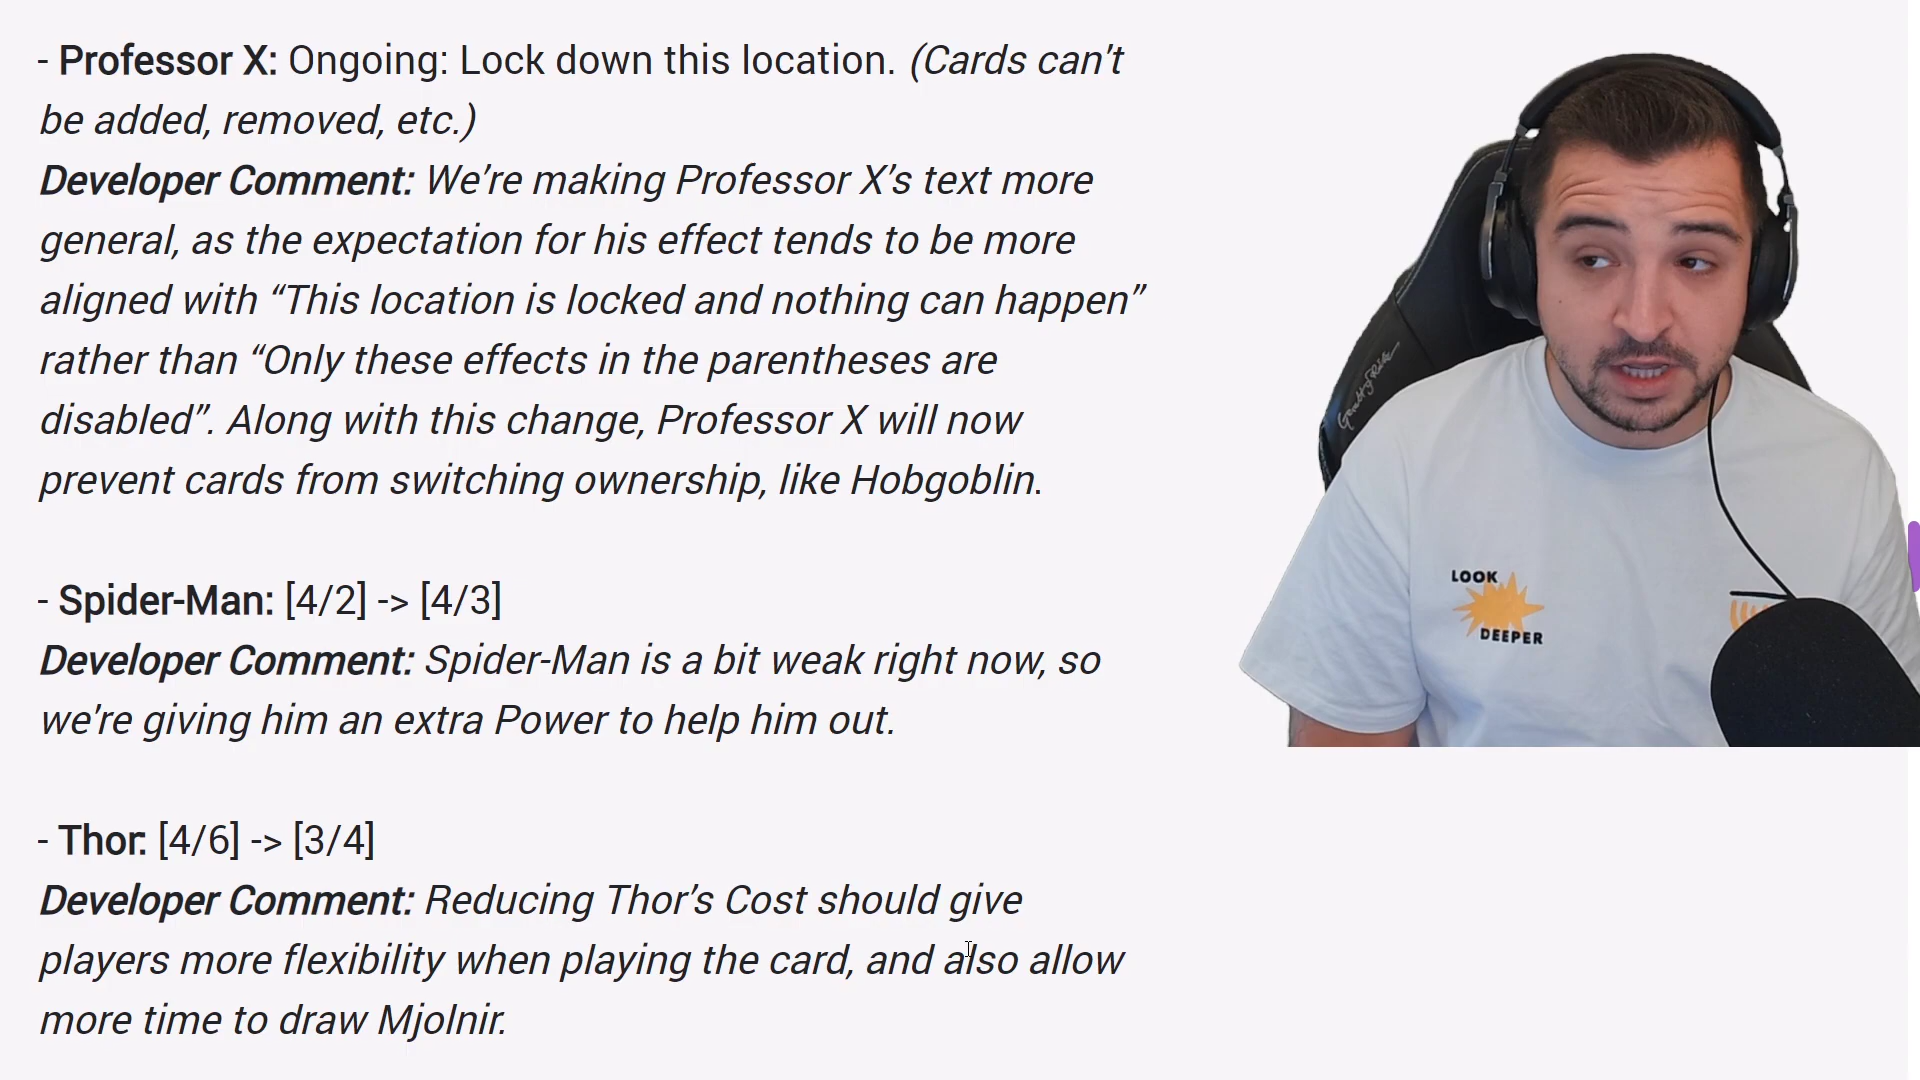 - Professor X: Ongoing: Lock down this location. (Cards can't
be added, removed, etc.)
Developer Comment: We're making Professor X's text more
general, as the expectation for his effect tends to be more
aligned with “This location is locked and nothing can happen”
rather than “Only these effects in the parentheses are
disabled”. Along with this change, Professor X will now
prevent cards from switching ownership, like Hobgoblin.
- Spider-Man: [4/2] -> [4/3]
Developer Comment: Spider-Man is a bit weak right now, so
we're giving him an extra Power to help him out.
- Thor: [4/6] -> [3/4]
Developer Comment: Reducing Thor's Cost should give
players more flexibility when playing the card, and also allow
more time to draw Mjolnir.
LOOK
DEEPER